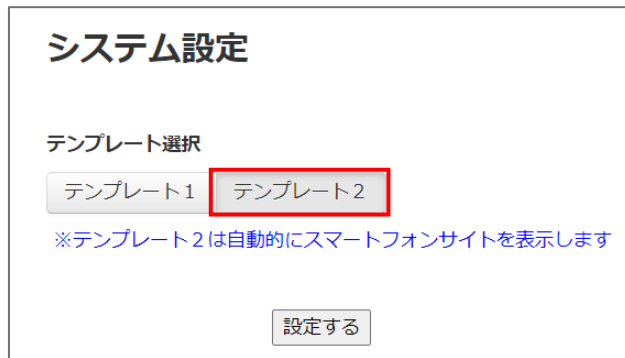 システム設定
テンプレート選択
テンプレート1 テンプレート2
※テンプレート2は自動的にスマートフォンサイトを表示します
設定する